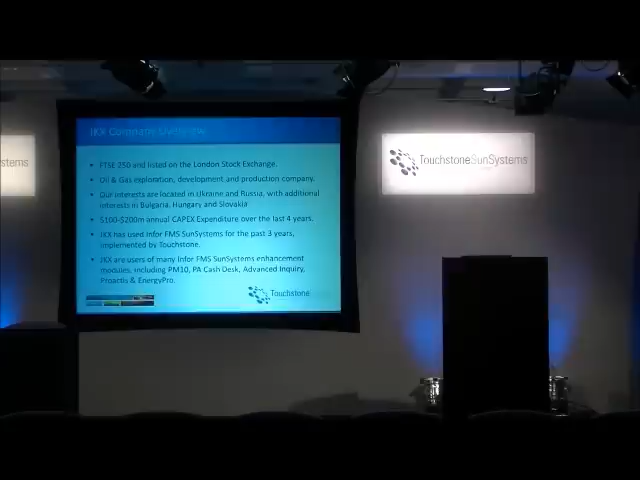 JKX Company Overview
• FTSE 250 and listed on the London Stock Exchange.
• Oil & Gas exploration, development and production company.
• Our interests are located in Ukraine and Russia, with additional
interests in Bulgaria, Hungary and Slovakia
• $100-$200m annual CAPEX Expenditure over the last 4 years.
• JKX has used Infor FMS SunSystems for the past 3 years,
implemented by Touchstone.
• JKX are users of many Infor FMS SunSystems enhancement
modules, including PM10, PA Cash Desk, Advanced Inquiry,
Proactis & EnergyPro.
Touchstone
stems
TouchstoneSunSystems